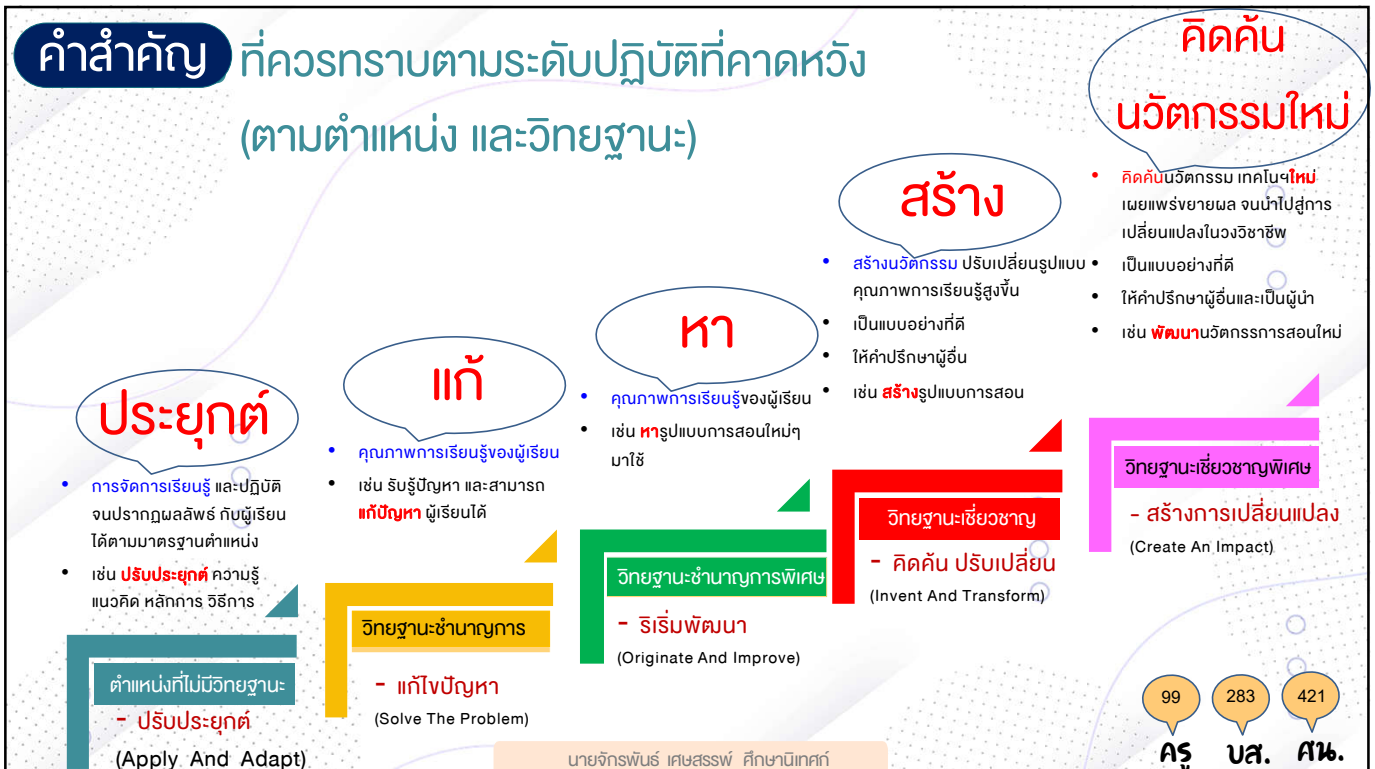 คำสำคัญ ที่ควรทราบตามระดับปฏิบัติที่คาดหวัง
(ตามตำแหน่ง และวิทยฐานะ)
ประยุกต์
• การจัดการเรียนรู้ และปฏิบัติ
จนปรากฏผลลัพธ์ กับผู้เรียน
ได้ตามมาตรฐานตำแหน่ง
• เช่น ปรับประยุกต์ ความรู้
แนวคิด หลักการ วิธีการ
ตำแหน่งที่ไม่มีวิทยฐานะ
- ปรับประยุกต์
(Apply And Adapt)
แก้
• คุณภาพการเรียนรู้ของผู้เรียน
• เช่น รับรู้ปัญหา และสามารถ
แก้ปัญหา ผู้เรียนได้
วิทยฐานะชำนาญการ
- แก้ไขปัญหา
(Solve The Problem)
หา
• คุณภาพการเรียนรู้ของผู้เรียน
• เช่น หารูปแบบการสอนใหม่ๆ
มาใช้
วิทยฐานะชำนาญการพิเศษ
- ริเริ่มพัฒนา
(Originate And Improve)
สร้าง
• สร้างนวัตกรรม ปรับเปลี่ยนรูปแบบ
คุณภาพการเรียนรู้สูงขึ้น
• เป็นแบบอย่างที่ดี
• ให้คำปรึกษาผู้อื่น
• เช่น สร้างรูปแบบการสอน
วิทยฐานะเชี่ยวชาญ
- คิดค้น ปรับเปลี่ยน
(Invent And Transform)
คิดค้น
นวัตกรรมใหม่
• คิดค้นนวัตกรรม เทคโนฯใหม่
เผยแพร่ขยายผล จนนำไปสู่การ
เปลี่ยนแปลงในวงวิชาชีพ
• เป็นแบบอย่างที่ดี
• ให้คำปรึกษาผู้อื่นและเป็นผู้นำ
• เช่น พัฒนานวัตกรรการสอนใหม่
วิทยฐานะเชี่ยวชาญพิเศษ
- สร้างการเปลี่ยนแปลง
(Create An Impact)
99 283 421
ครู บส. ศน.
นายจักรพันธ์ เศษสรรพ์ ศึกษานิเทศก์